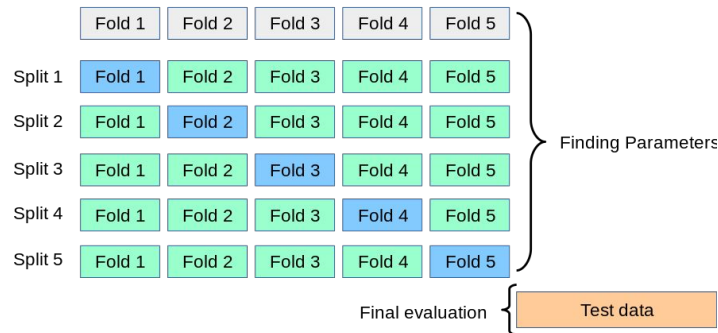 Fold 1 Fold 2 Fold 3 Fold 4 Fold 5
Split 1 Fold 1 Fold 2 Fold 3 Fold 4 Fold 5
Split 2 Fold 1 Fold 2 Fold 3 Fold 4 Fold 5
Finding Parameters
Split 3 Fold 1 Fold 2 Fold 3 Fold 4 Fold 5
Split 4 Fold 1 Fold 2 Fold 3 Fold 4 Fold 5
Split 5 Fold 1 Fold 2 Fold 3 Fold 4 Fold 5
Final evaluation Test data